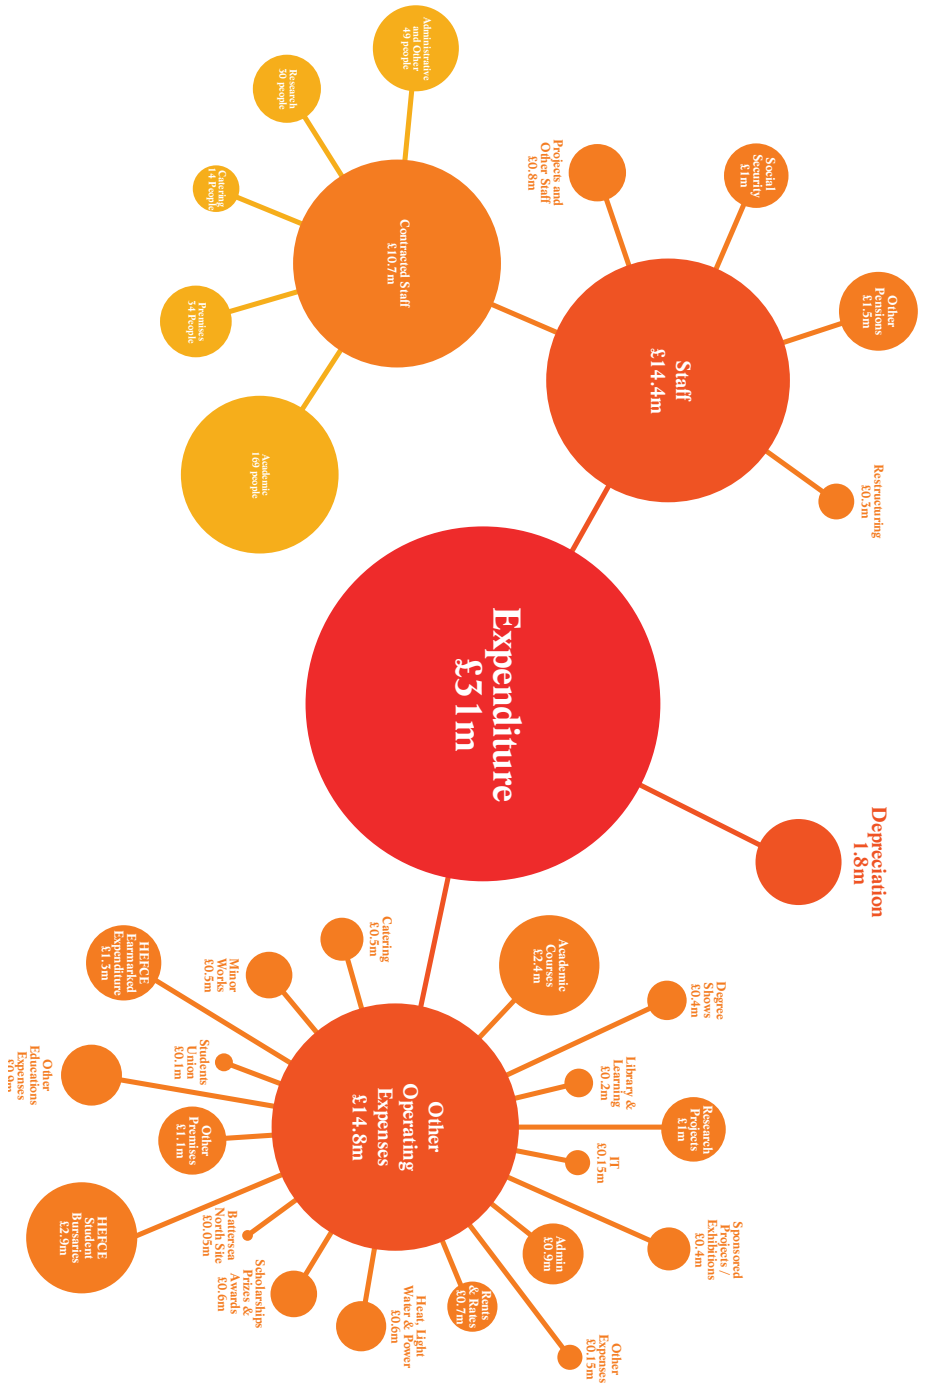 Administrative
and Other
49 people
Research
30 people
Catering
14 People
Premises
34 People
Academic
169 people
Contracted Staff
£10.7m
Projects and
Other Staff
£0.8m
Social
Security
£1m
Other
Pensions
£1.5m
Restructuring
£0.3m
Staff
£14.4m
Expenditure
£31m
Depreciation
1.8m
Other
Operating
Expenses
£14.8m
Academic
Courses
£2.4m
Degree
Shows
£0.4m
Library &
Learning
£0.2m
Research
Projects
£1m
IT
£0.15m
Sponsored
Projects /
Exhibitions
£0.4m
Admin
£0.9m
Other
Expenses
£0.15m
Rents
& Rates
£0.7m
Heat, Light
Water & Power
£0.6m
Scholarships
Prizes &
Awards
£0.6m
Battersea
North Site
£0.05m
HEFCE
Student
Bursaries
£2.9m
Other
Premises
£1.1m
Other
Educations
Expenses
Students
Union
£0.1m
HEFCE
Earmarked
Expenditure
£1.3m
Minor
Works
£0.5m
Catering
£0.5m